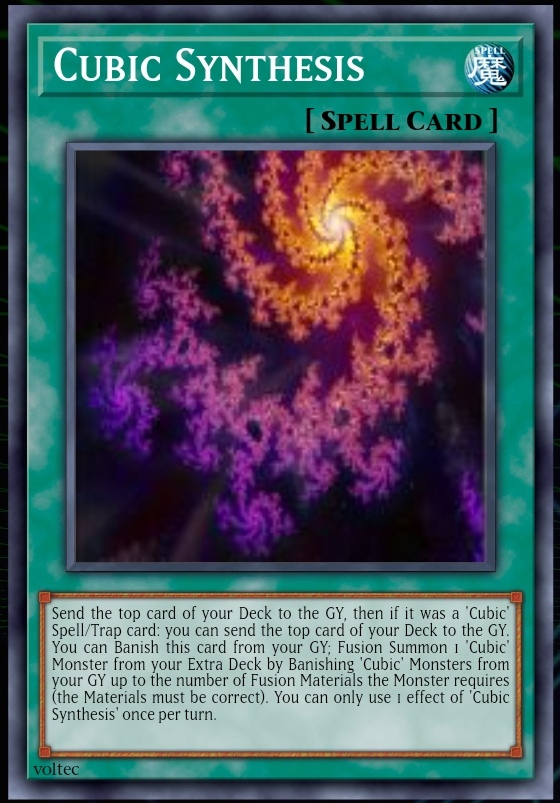 Cubic Synthesis
SPELL
魔
[ Spell Card ]
Send the top card of your Deck to the GY, then if it was a 'Cubic'
Spell/Trap card: you can send the top card of your Deck to the GY.
You can Banish this card from your GY; Fusion Summon 1 'Cubic'
Monster from your Extra Deck by Banishing 'Cubic' Monsters from
your GY up to the number of Fusion Materials the Monster requires
(the Materials must be correct). You can only use 1 effect of 'Cubic
Synthesis' once per turn.
voltec